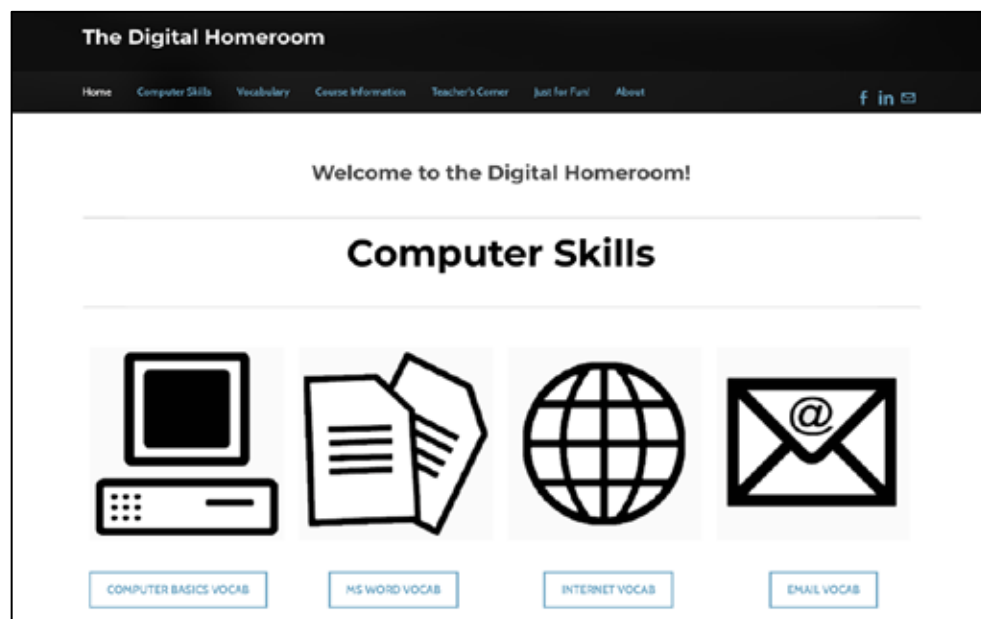 The Digital Homeroom
Home Computer Skills Vocabulary Course Information Teacher's Corner Just for Fun! About
f in
Welcome to the Digital Homeroom!
Computer Skills
@
COMPUTER BASICS VOCAB MS WORD VOCAB INTERNET VOCAB EMAIL VOCAB